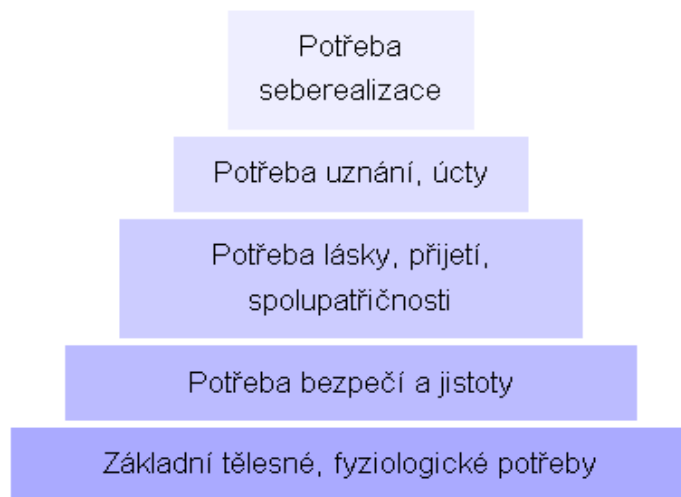 Potřeba
seberealizace
Potřeba uznání, úcty
Potřeba lásky, přijetí,
spolupatřičnosti
Potřeba bezpečí a jistoty
Základní tělesné, fyziologické potřeby